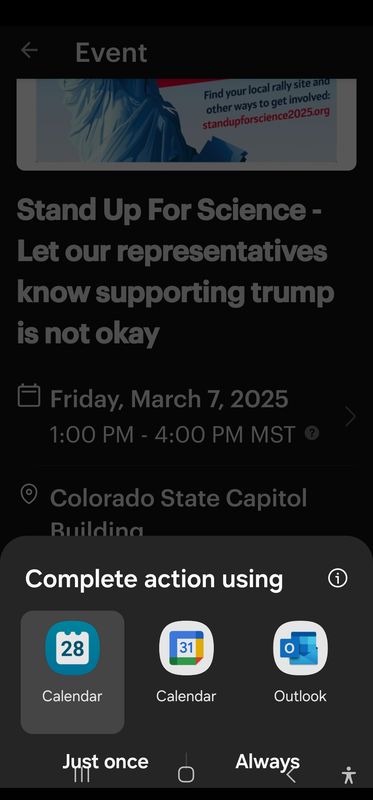 Event
Find your local rally site and
other ways to get involved:
standupforscience2025.org
Stand Up For Science -
Let our representatives
know supporting trump
is not okay
Friday, March 7, 2025
1:00 PM - 4:00 PM MST ?
Colorado State Capitol
Building
Complete action using
28
31
Calendar
Calendar
Outlook
Just once
Always